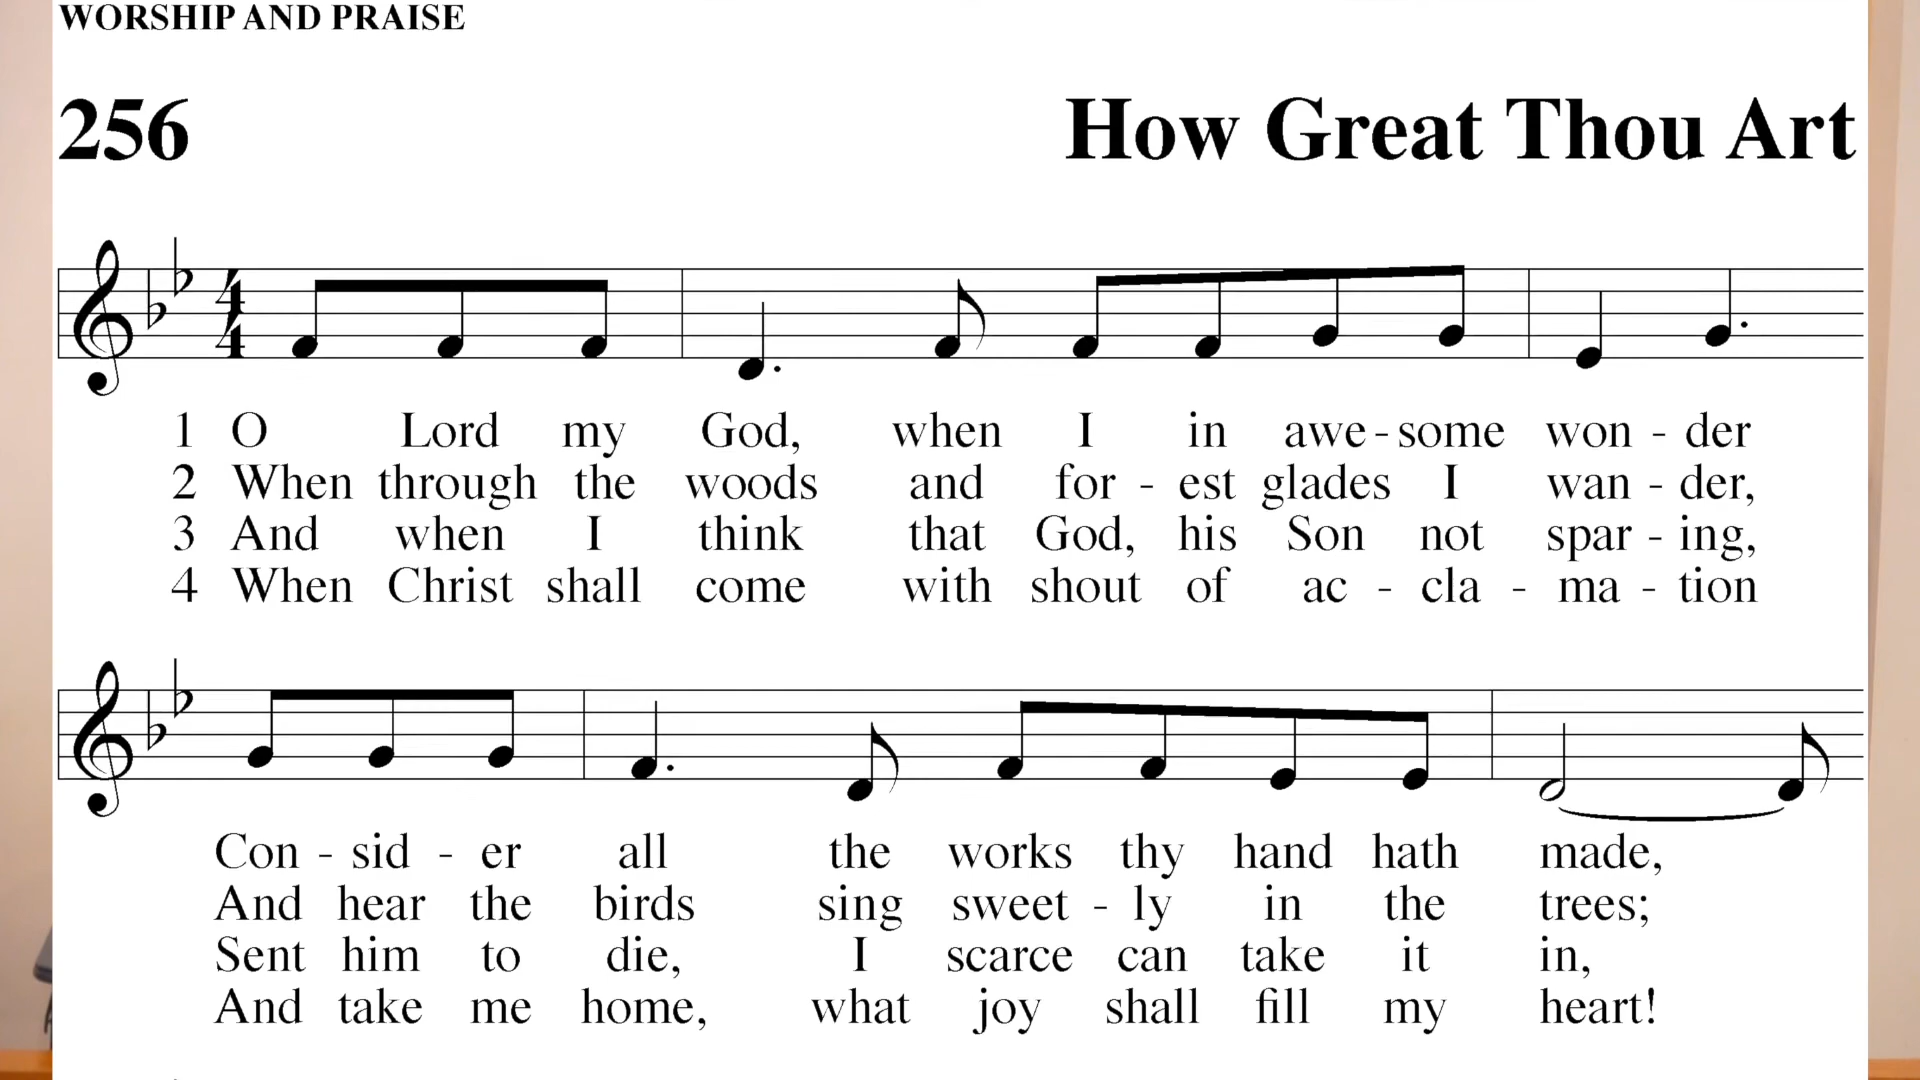 WORSHIP AND PRAISE
256 How Great Thou Art
4
4
1 O Lord my God, when I in awe - some won - der
2 When through the woods and for - est glades I wan - der,
3 And when I think that God, his Son not spar - ing,
4 When Christ shall come with shout of ac - cla - ma - tion
Con - sid - er all the works thy hand hath made,
And hear the birds sing sweet - ly in the trees;
Sent him to die, I scarce can take it in,
And take me home, what joy shall fill my heart!